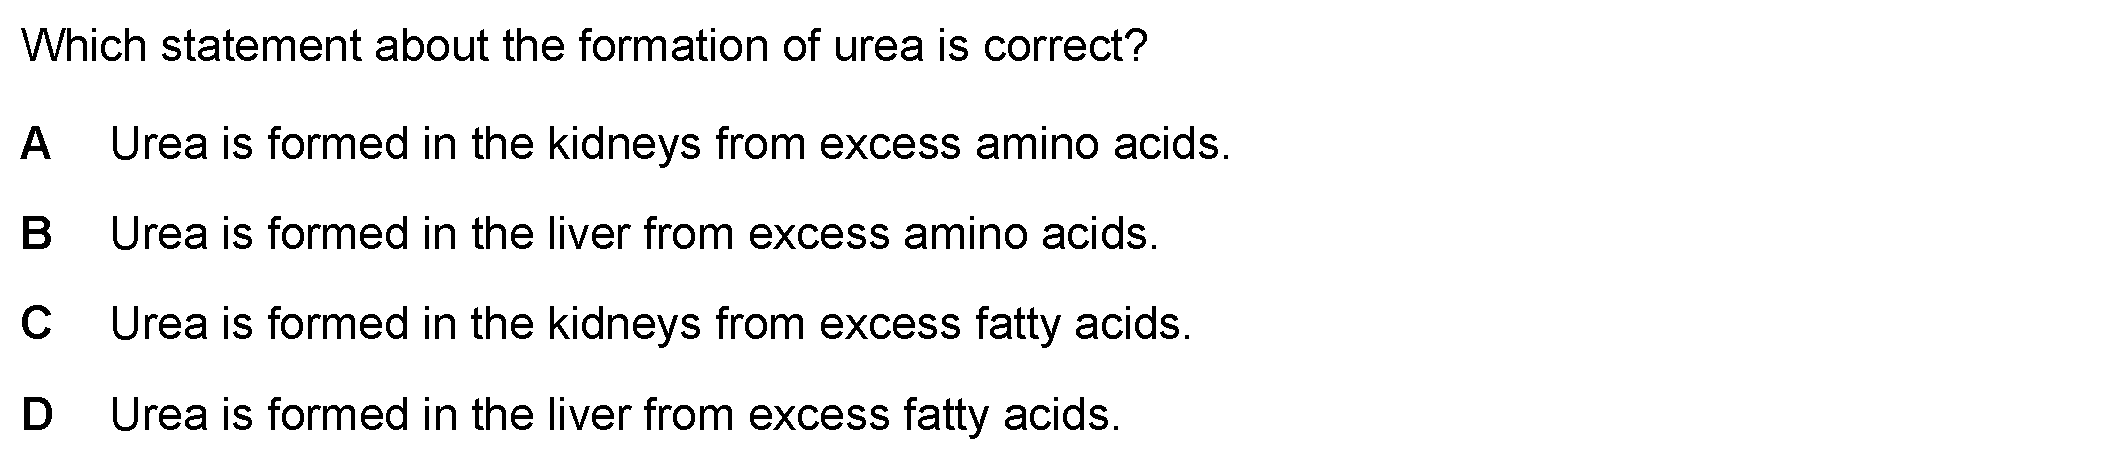 Which statement about the formation of urea is correct?
A Urea is formed in the kidneys from excess amino acids.
B Urea is formed in the liver from excess amino acids.
C Urea is formed in the kidneys from excess fatty acids.
D Urea is formed in the liver from excess fatty acids.